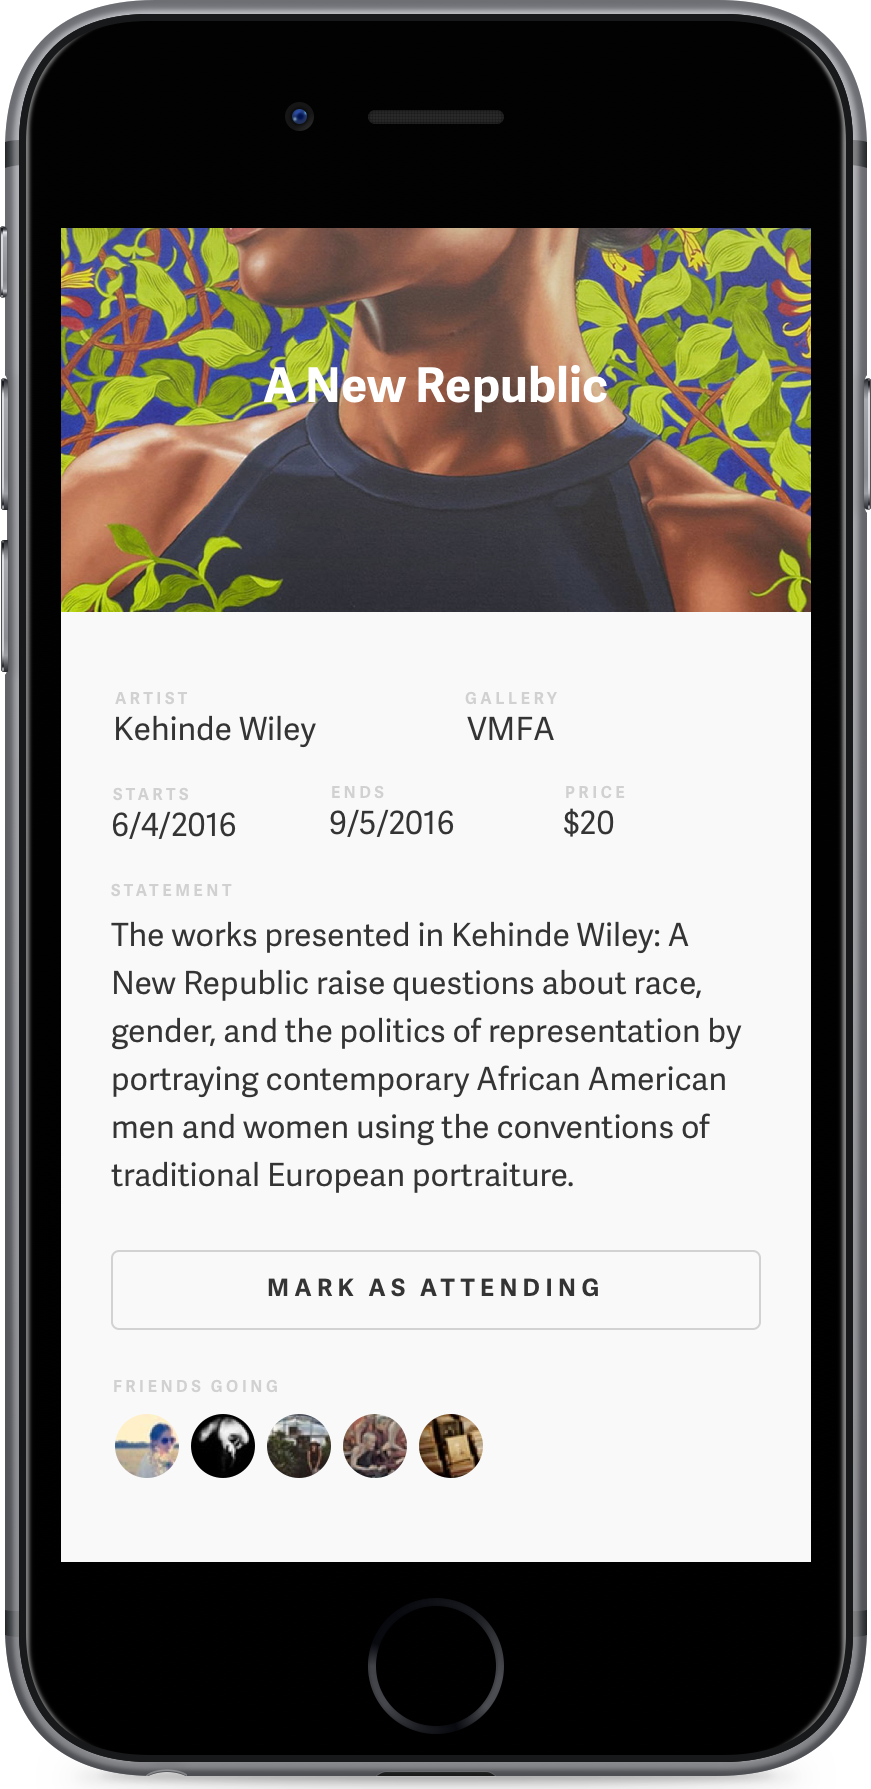 A New Republic
ARTIST
GALLERY
Kehinde Wiley
VMFA
STARTS
ENDS
PRICE
6/4/2016
9/5/2016
$20
STATEMENT
The works presented in Kehinde Wiley: A
New Republic raise questions about race,
gender, and the politics of representation by
portraying contemporary African American
men and women using the conventions of
traditional European portraiture.
MARK AS ATTENDING
FRIENDS GOING